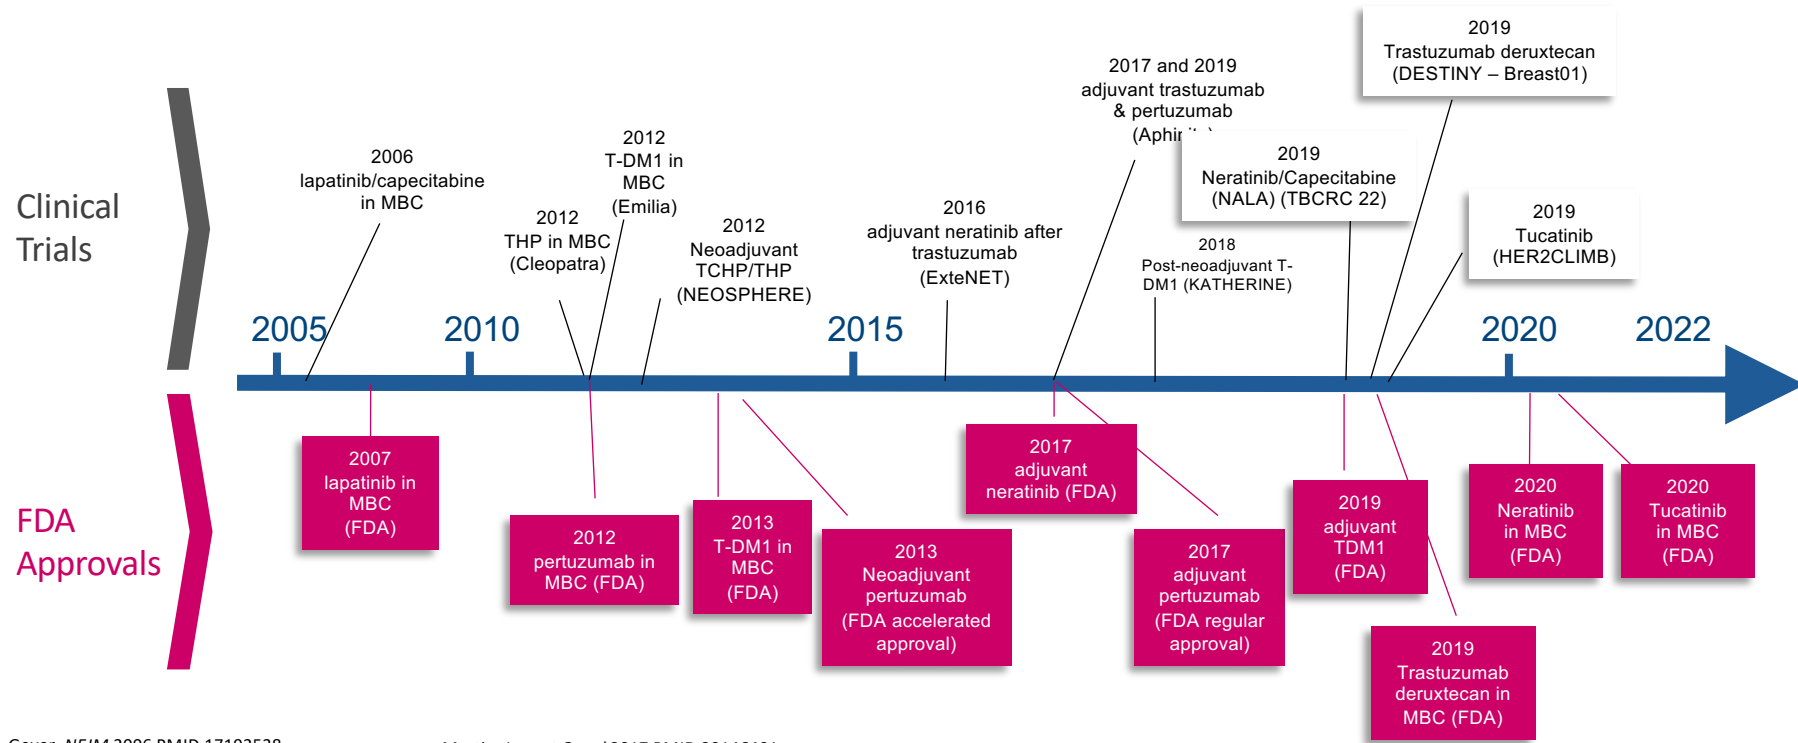 2019
Trastuzumab deruxtecan
(DESTINY – Breast01)
2017 and 2019
adjuvant trastuzumab
& pertuzumab
2012
T-DM1 in
MBC
(Emilia)
2006
lapatinib/capecitabine
in MBC
2019
Neratinib/Capecitabine
(NALA) (TBCRC 22)
Clinical
Trials
2012
THP in MBC
(Cleopatra)
2012
Neoadjuvant
TCHP/THP
(NEOSPHERE)
2016
adjuvant neratinib after
trastuzumab
(ExteNET)
2018
Post-neoadjuvant T-
DM1 (KATHERINE)
2019
Tucatinib
(HER2CLIMB)
2005
2010
2015
2020
2022
FDA
Approvals
2007
lapatinib in
MBC
(FDA)
2012
pertuzumab in
MBC (FDA)
2013
T-DM1 in
MBC
(FDA)
2013
Neoadjuvant
pertuzumab
(FDA accelerated
approval)
2017
adjuvant
neratinib (FDA)
2017
adjuvant
pertuzumab
(FDA regular
approval)
2019
adjuvant
TDM1
(FDA)
2019
Trastuzumab
deruxtecan in
MBC (FDA)
2020
Neratinib
in MBC
(FDA)
2020
Tucatinib
in MBC
(FDA)